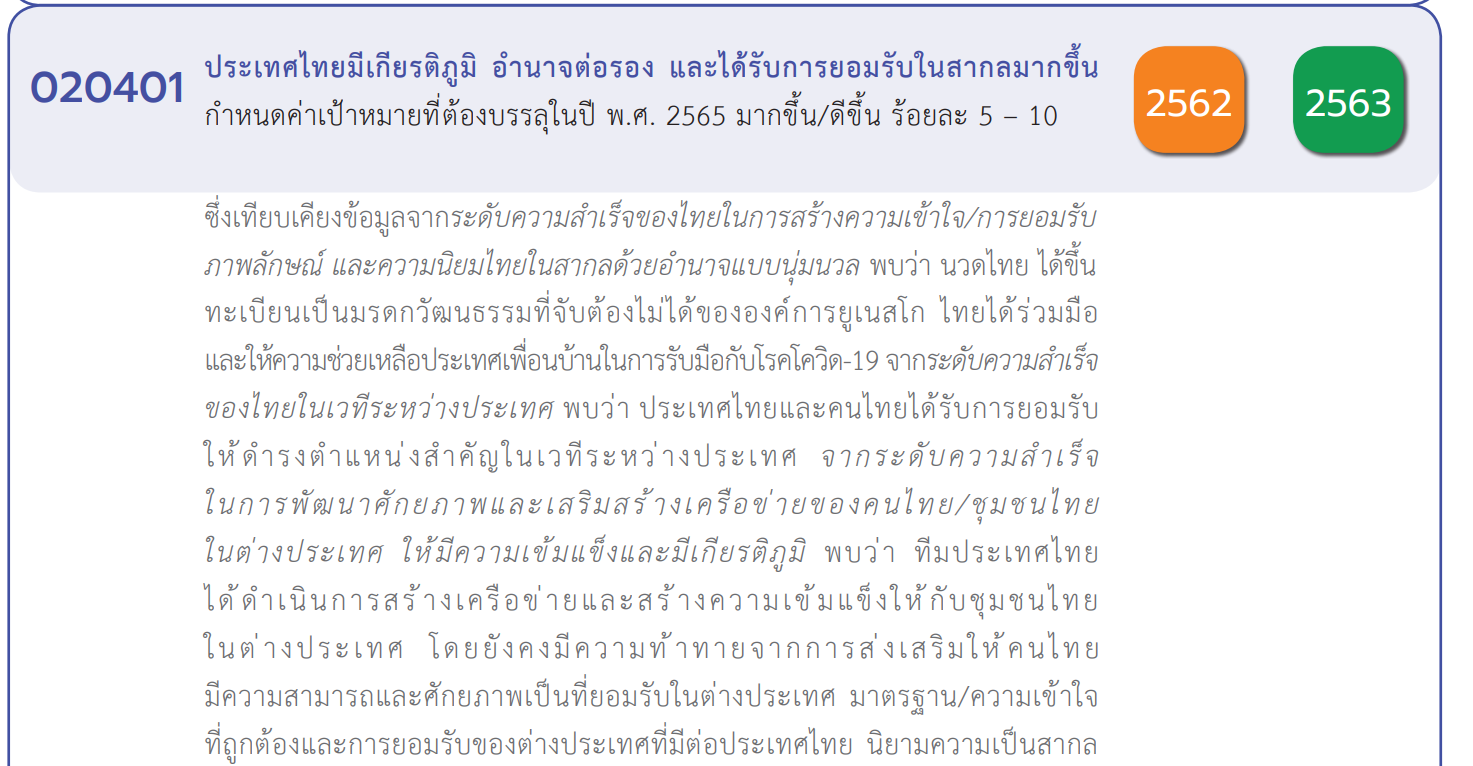 020401
ประเทศไทยมีเกียรติภูมิ อำนาจต่อรอง และได้รับการยอมรับในสากลมากขึ้น
กำหนดค่าเป้าหมายที่ต้องบรรลุในปี พ.ศ. 2565 มากขึ้น/ดีขึ้น ร้อยละ 5 – 10
2562
2563
ซึ่งเทียบเคียงข้อมูลจากระดับความสำเร็จของไทยในการสร้างความเข้าใจ/การยอมรับ
ภาพลักษณ์ และความนิยมไทยในสากลด้วยอำนาจแบบนุ่มนวล พบว่า นวดไทย ได้ขึ้น
ทะเบียนเป็นมรดกวัฒนธรรมที่จับต้องไม่ได้ขององค์การยูเนสโก ไทยได้ร่วมมือ
และให้ความช่วยเหลือประเทศเพื่อนบ้านในการรับมือกับโรคโควิด-19 จากระดับความสำเร็จ
ของไทยในเวทีระหว่างประเทศ พบว่า ประเทศไทยและคนไทยได้รับการยอมรับ
ให้ดำรงตำแหน่งสำคัญในเวทีระหว่างประเทศ จากระดับความสำเร็จ
ในการพัฒนาศักยภาพและเสริมสร้างเครือข่ายของคนไทย/ชุมชนไทย
ในต่างประเทศ ให้มีความเข้มแข็งและมีเกียรติภูมิ พบว่า ทีมประเทศไทย
ได้ดำเนินการสร้างเครือข่ายและสร้างความเข้มแข็งให้กับชุมชนไทย
ในต่างประเทศ โดยยังคงมีความท้าทายจากการส่งเสริมให้คนไทย
มีความสามารถและศักยภาพเป็นที่ยอมรับในต่างประเทศ มาตรฐาน/ความเข้าใจ
ที่ถูกต้องและการยอมรับของต่างประเทศที่มีต่อประเทศไทย นิยามความเป็นสากล